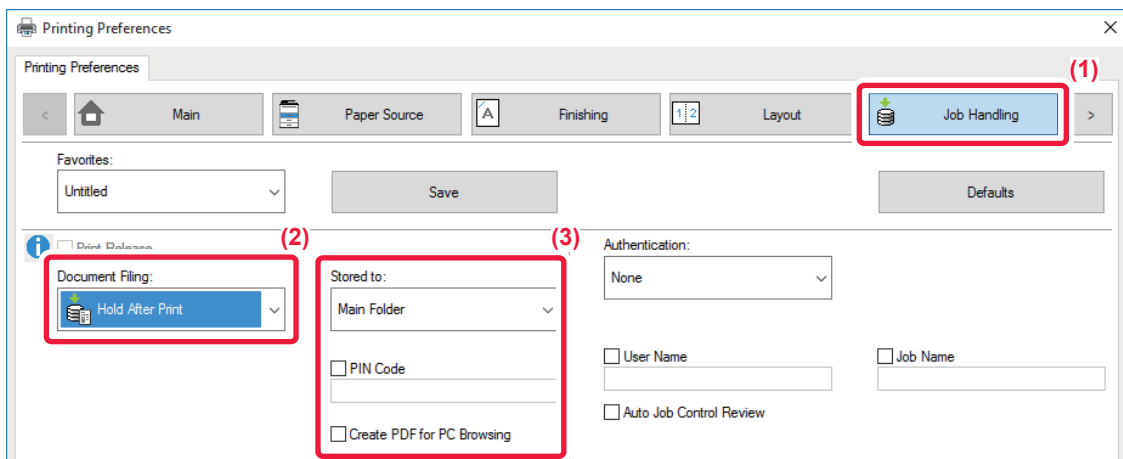 Printing Preferences
Printing Preferences
(1)
< Main Paper Source A Finishing 1 2 Layout Job Handling >
Favorites:
Untitled Save Defaults
Print Release (2) (3) Authentication:
Document Filing: Stored to: None
Hold After Print Main Folder
PIN Code User Name Job Name
Auto Job Control Review
Create PDF for PC Browsing